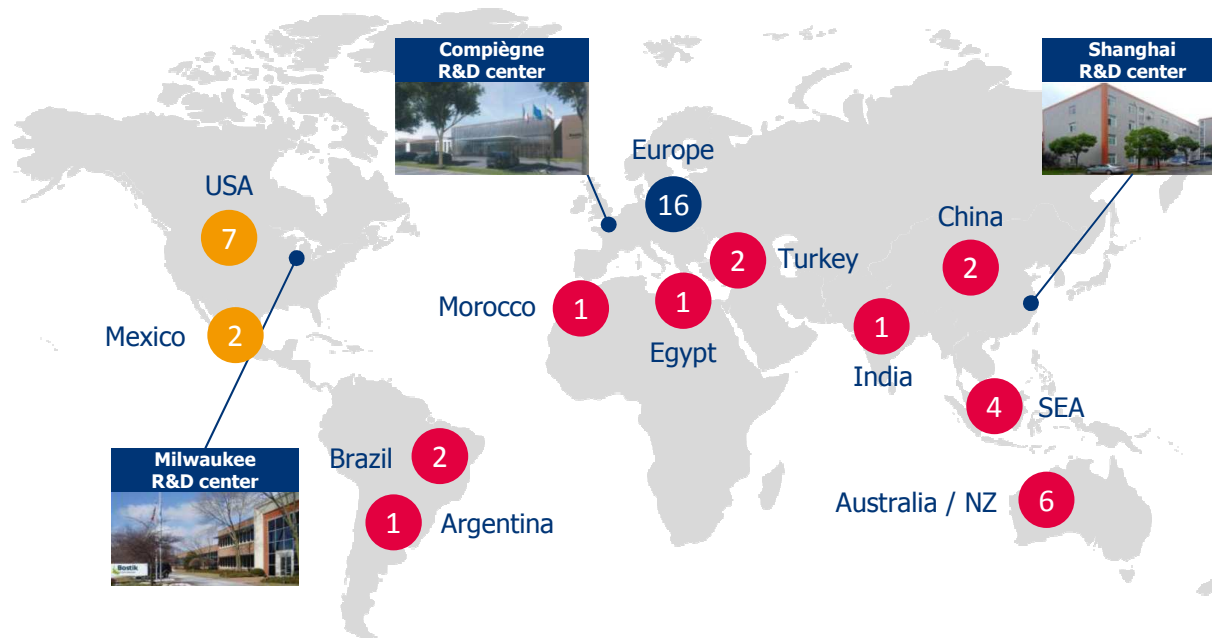 Compiègne
R&D center
Shanghai
R&D center
Europe
16
USA
7
China
2
Turkey
2
Morocco
1
Egypt
1
India
1
Mexico
2
SEA
4
Brazil
2
Milwaukee
R&D center
Argentina
1
Australia / NZ
6
Bostik